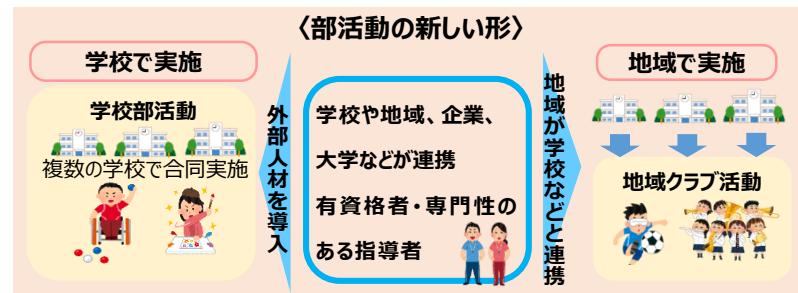 〈部活動の新しい形〉
学校で実施
学校部活動
複数の学校で合同実施
外部人材を導入
学校や地域、企業、
大学などが連携
有資格者・専門性の
ある指導者
地域が学校などと連携
地域で実施
地域クラブ活動